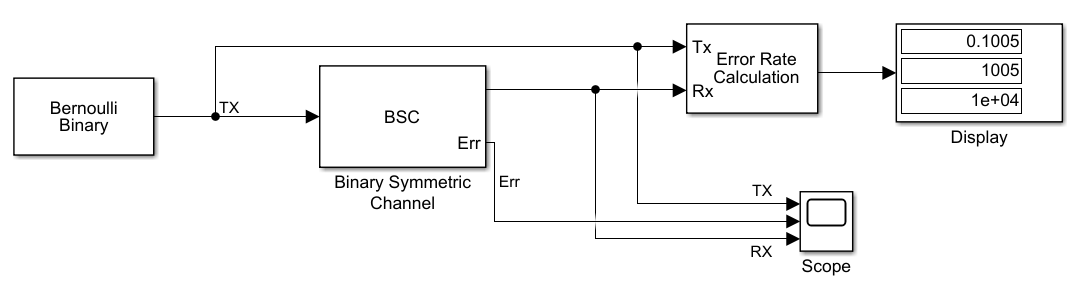 Bernoulli
Binary
TX
BSC
Err
Binary Symmetric
Channel
Err
Tx
Rx
Error Rate
Calculation
0.1005
1005
1e+04
Display
TX
RX
Scope